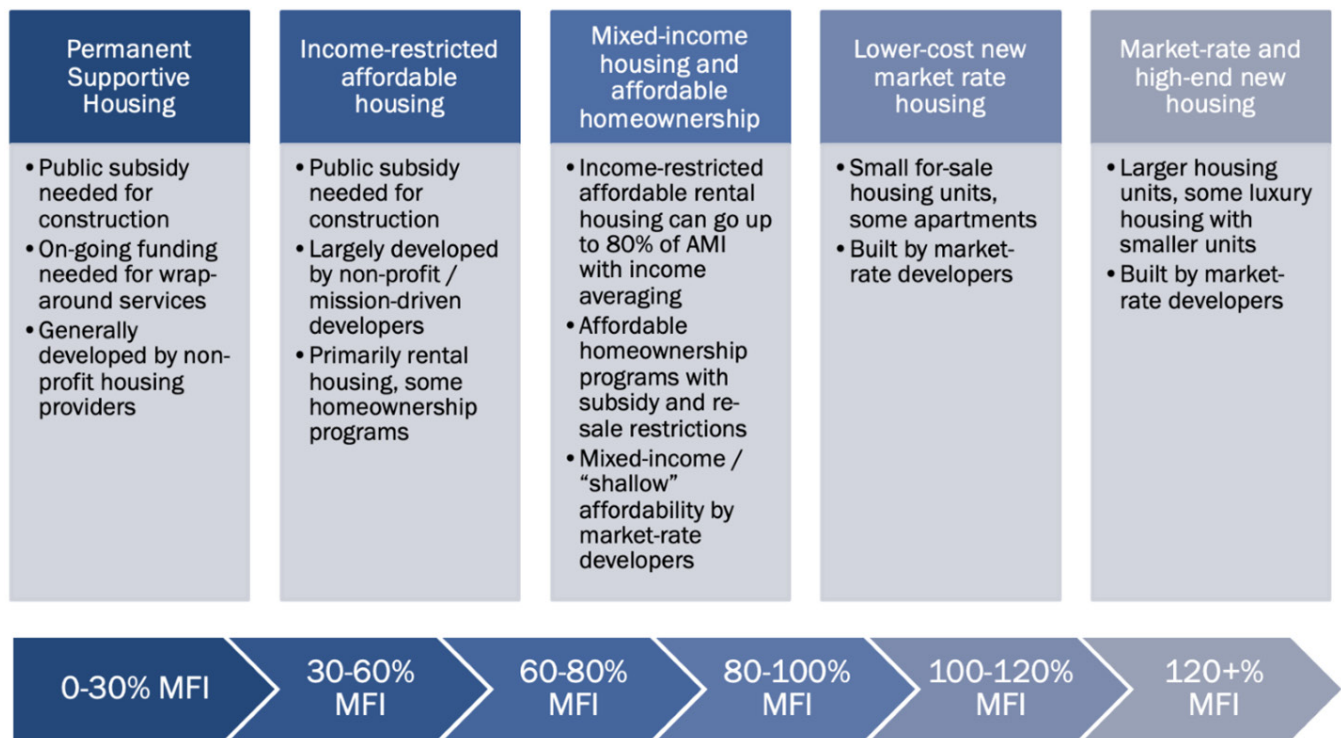 Permanent
Supportive
Housing
• Public subsidy
needed for
construction
• On-going funding
needed for wrap-
around services
• Generally
developed by non-
profit housing
providers
Income-restricted
affordable
housing
• Public subsidy
needed for
construction
• Largely developed
by non-profit /
mission-driven
developers
• Primarily rental
housing, some
homeownership
programs
Mixed-income
housing and
affordable
homeownership
• Income-restricted
affordable rental
housing can go up
to 80% of AMI
with income
averaging
• Affordable
homeownership
programs with
subsidy and re-
sale restrictions
• Mixed-income /
“shallow”
affordability by
market-rate
developers
Lower-cost new
market rate
housing
• Small for-sale
housing units,
some apartments
• Built by market-
rate developers
Market-rate and
high-end new
housing
• Larger housing
units, some luxury
housing with
smaller units
• Built by market-
rate developers
0-30% MFI
30-60%
MFI
60-80%
MFI
80-100%
MFI
100-120%
MFI
120+%
MFI